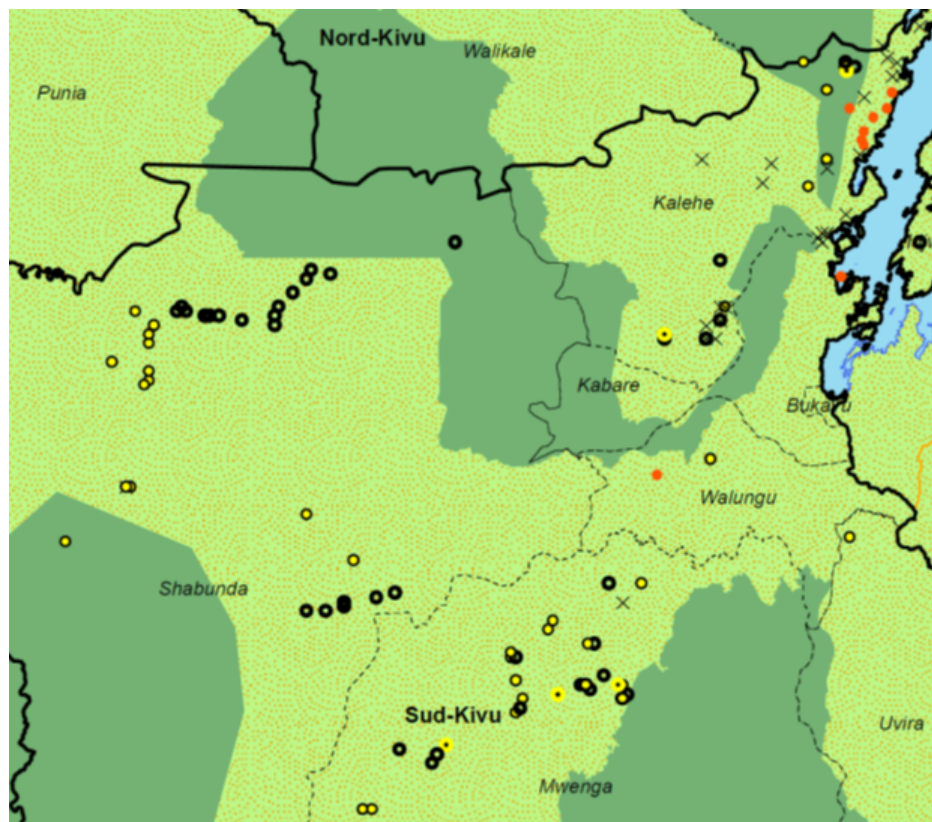 Nord-Kivu
Walikale
Punia
Kalehe
Kabare
Bukavu
Walungu
Shabunda
Sud-Kivu
Uvira
Mwenga